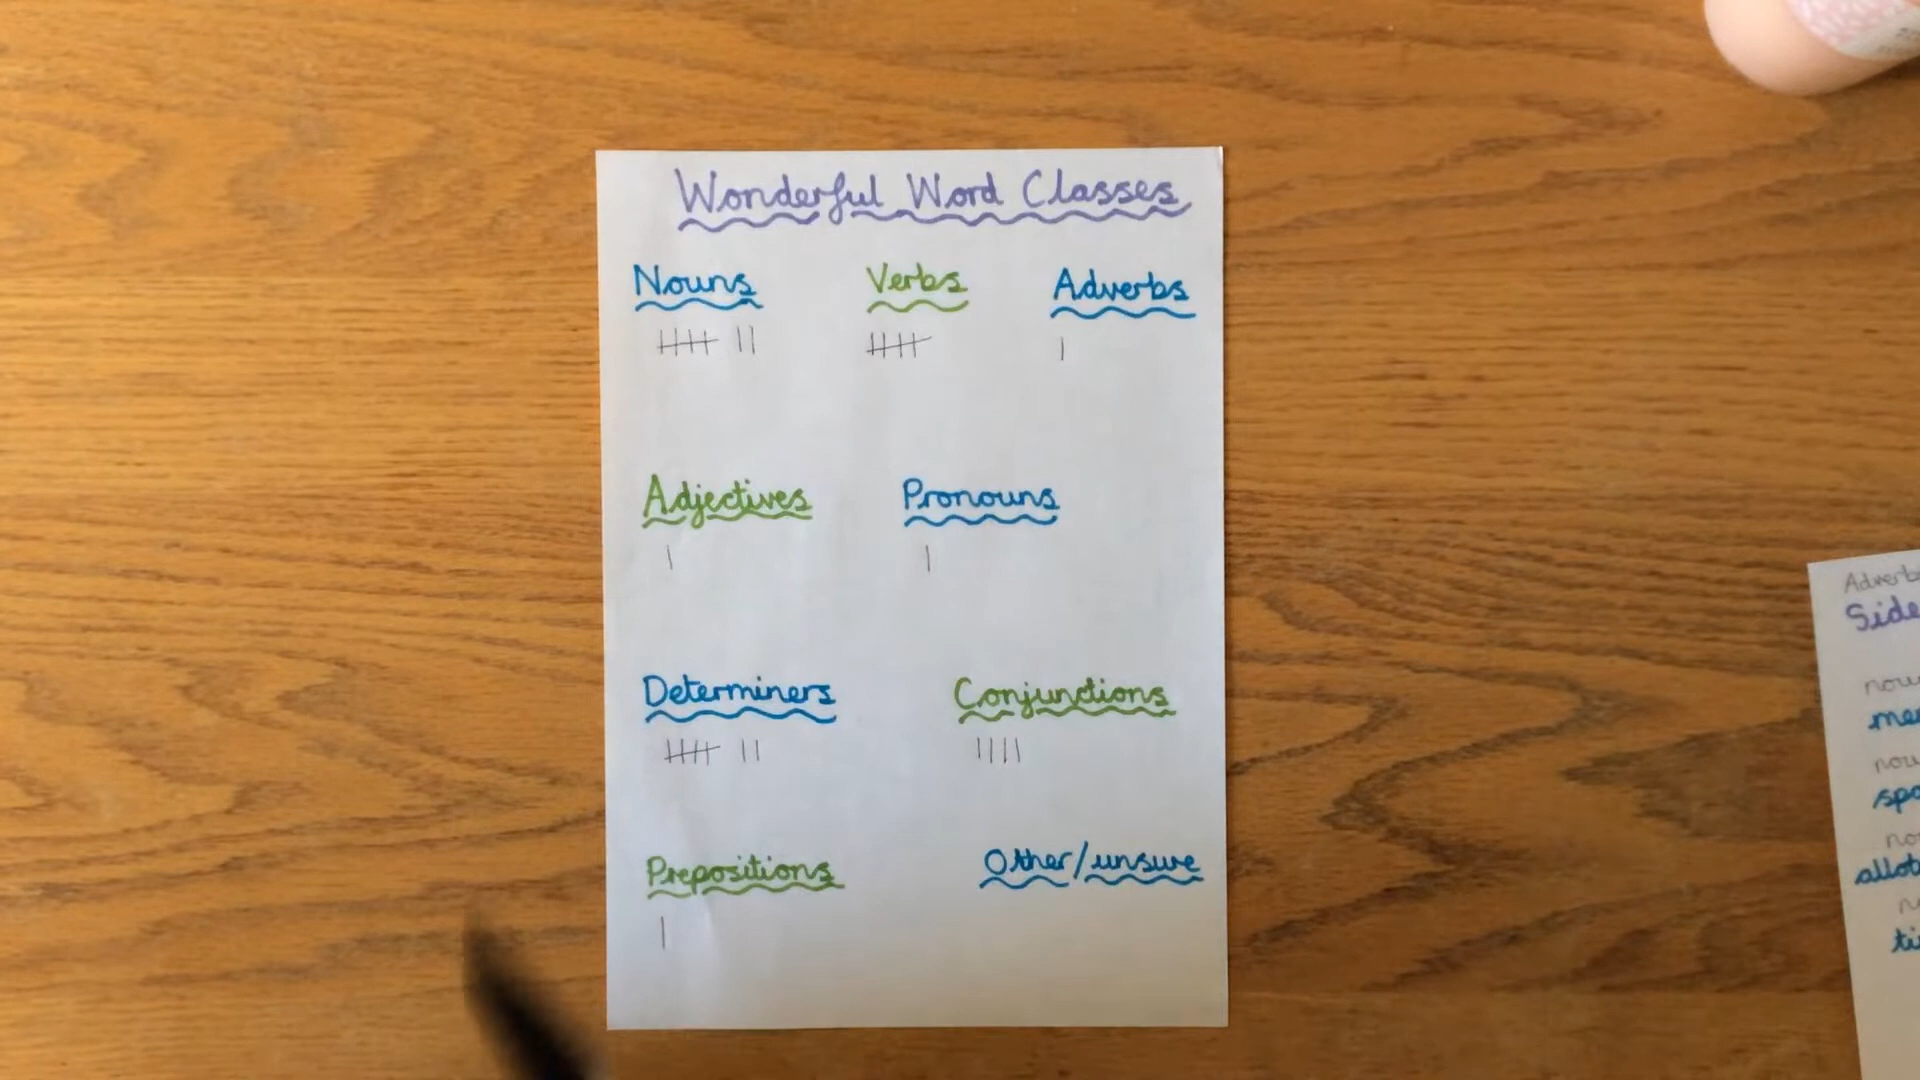 Wonderful Word Classes
Nouns Verbs Adverbs
Adjectives Pronouns
Determiners Conjunctions
Prepositions Other/unsure